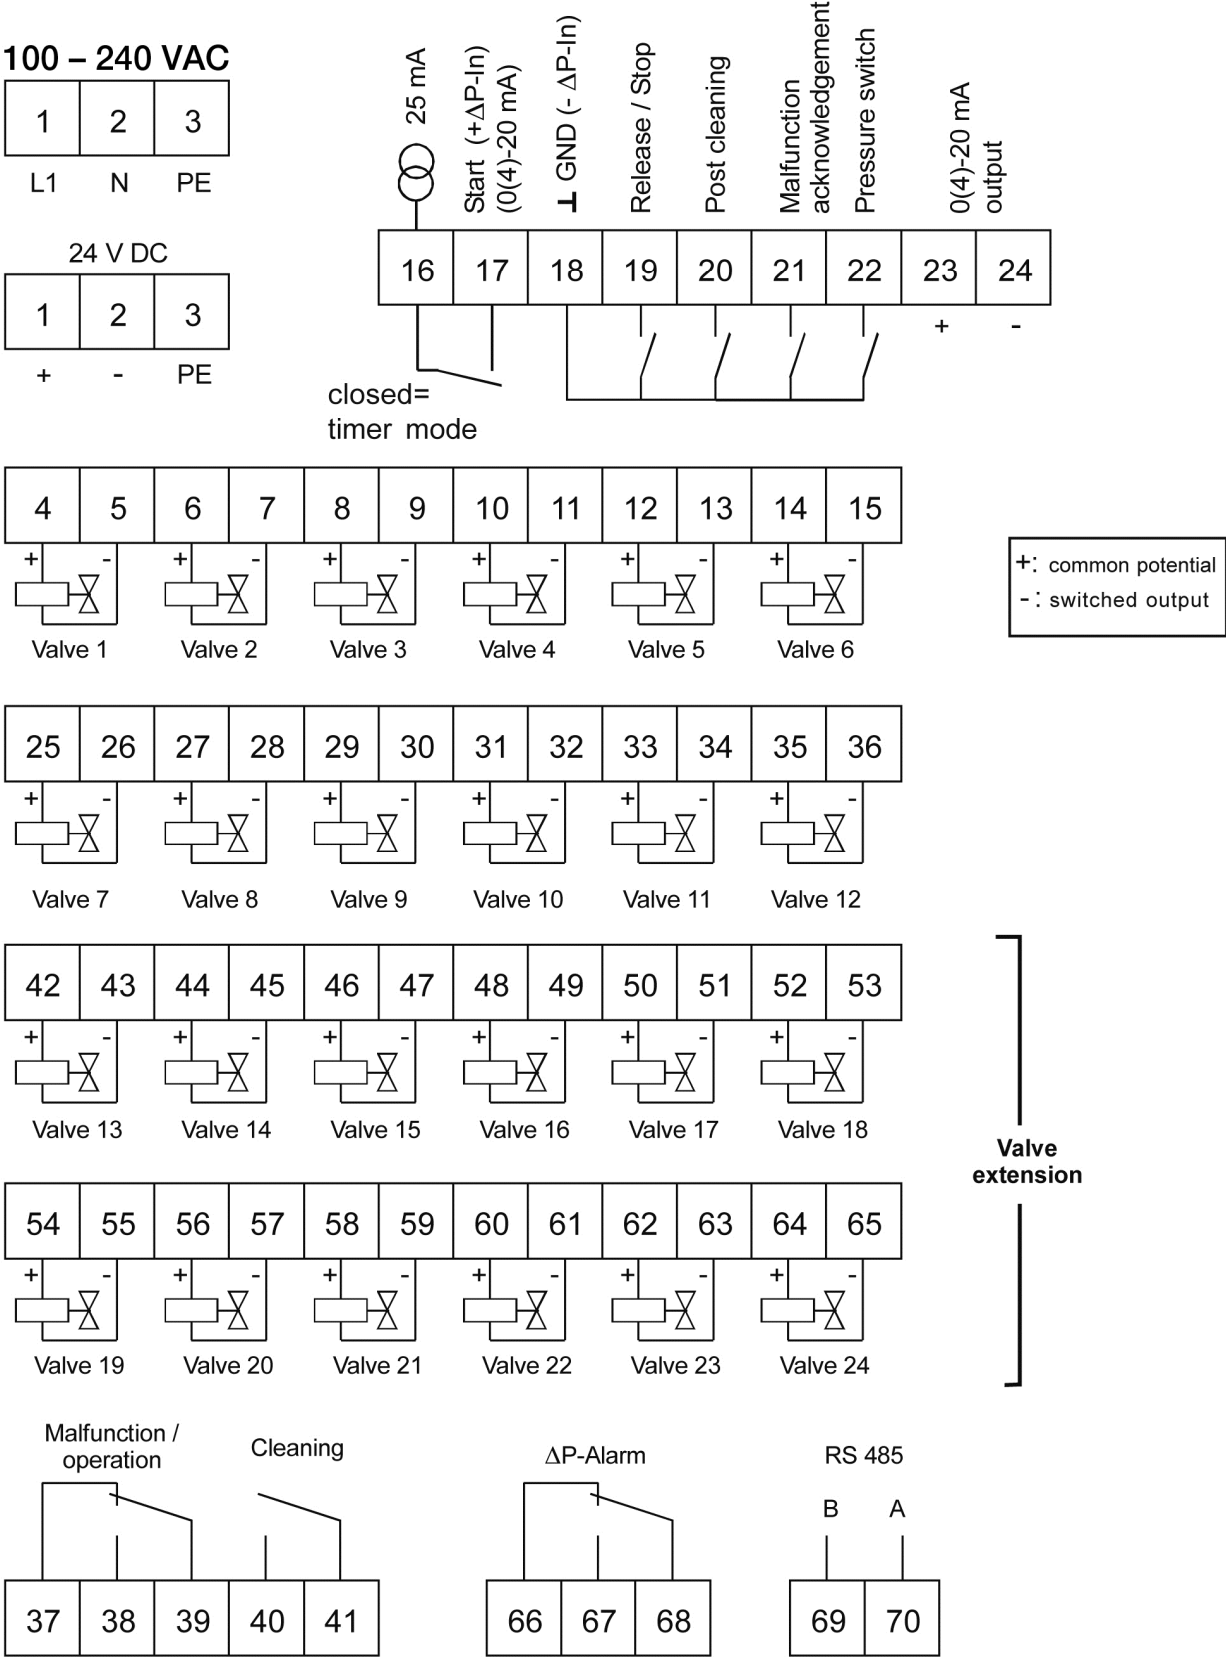 100 – 240 VAC
1 2 3
L1 N PE
24 V DC
1 2 3
+ - PE
25 mA
Start (+ΔP-In)
(0(4)-20 mA)
⊥ GND (- ΔP-In)
Release / Stop
Post cleaning
Malfunction
acknowledgement
Pressure switch
0(4)-20 mA
output
16 17 18 19 20 21 22 23 24
+ -
closed=
timer mode
4 5 6 7 8 9 10 11 12 13 14 15
+ - + - + - + - + - + -
Valve 1 Valve 2 Valve 3 Valve 4 Valve 5 Valve 6
+: common potential
- : switched output
25 26 27 28 29 30 31 32 33 34 35 36
+ - + - + - + - + - + -
Valve 7 Valve 8 Valve 9 Valve 10 Valve 11 Valve 12
42 43 44 45 46 47 48 49 50 51 52 53
+ - + - + - + - + - + -
Valve 13 Valve 14 Valve 15 Valve 16 Valve 17 Valve 18
Valve
extension
54 55 56 57 58 59 60 61 62 63 64 65
+ - + - + - + - + - + -
Valve 19 Valve 20 Valve 21 Valve 22 Valve 23 Valve 24
Malfunction /
operation
Cleaning
37 38 39 40 41
ΔP-Alarm
66 67 68
RS 485
B A
69 70